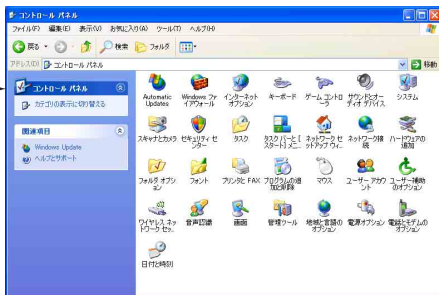 コントロール パネル
ファイル(F) 編集(E) 表示(V) お気に入り(A) ツール(T) ヘルプ(H)
戻る 検索 フォルダ
アドレス(D) コントロール パネル 移動
コントロール パネル
カテゴリの表示に切り替える
関連項目
Windows Update
ヘルプとサポート
Automatic Updates
Windows ファイアウォール
インターネット オプション
キーボード
ゲーム コントローラ
サウンドとオーディオ デバイス
システム
スキャナとカメラ
セキュリティ センター
タスク
タスク バーと [スタート] メニ...
ネットワーク セットアップ ウィ...
ネットワーク接続
ハードウェアの追加
フォルダ オプション
フォント
プリンタと FAX
プログラムの追加と削除
マウス
ユーザー アカウント
ユーザー補助のオプション
ワイヤレス ネットワーク セッ...
音声認識
画面
管理ツール
地域と言語のオプション
電源オプション
電話とモデムのオプション
日付と時刻